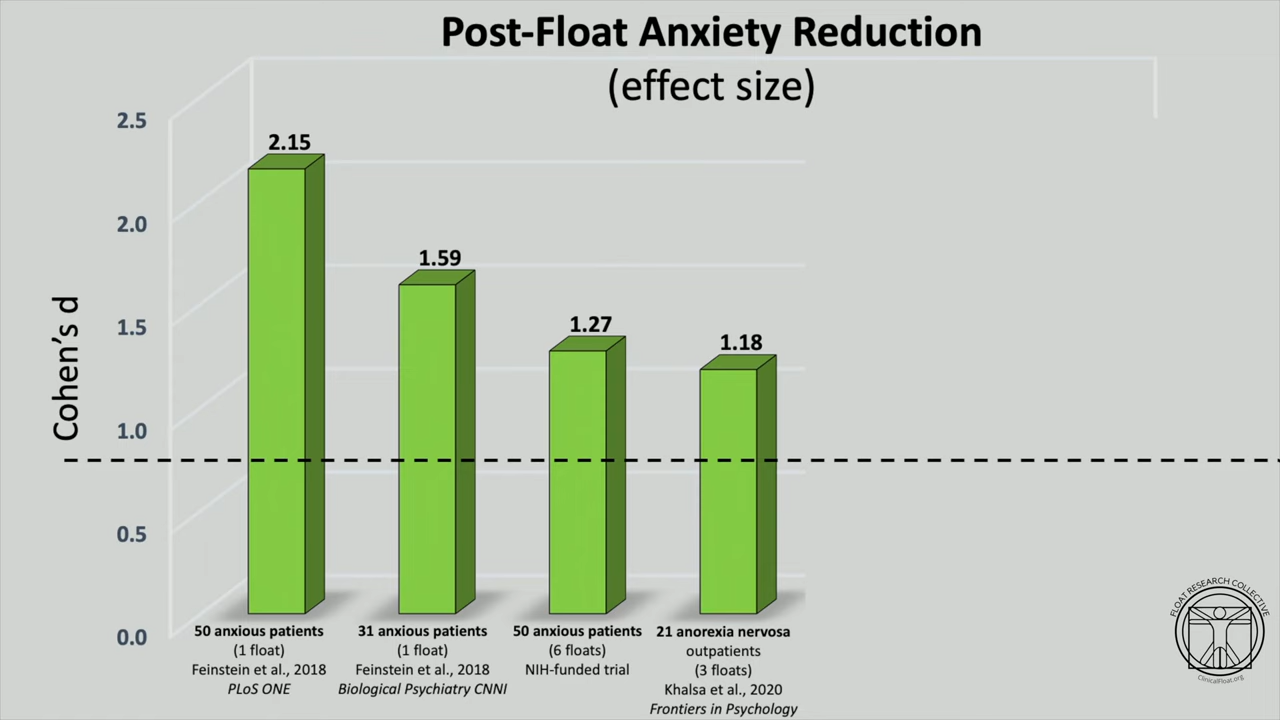 Post-Float Anxiety Reduction
(effect size)
Cohen's d
2.5
2.0
1.5
1.0
0.5
0.0
2.15
1.59
1.27
1.18
50 anxious patients
(1 float)
Feinstein et al., 2018
PLoS ONE
31 anxious patients
(1 float)
Feinstein et al., 2018
Biological Psychiatry CNNI
50 anxious patients
(6 floats)
NIH-funded trial
21 anorexia nervosa
outpatients
(3 floats)
Khalsa et al., 2020
Frontiers in Psychology
FLOAT RESEARCH COLLECTIVE
ClinicalFloat.org